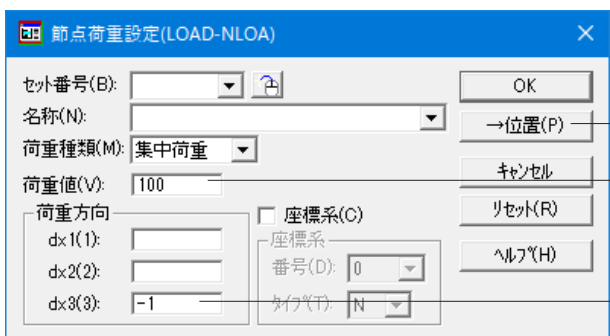 節点荷重設定(LOAD-NLOA)
セット番号(B):
OK
名称(N):
→位置(P)
荷重種類(M): 集中荷重
キャンセル
荷重値(V): 100
リセット(R)
荷重方向
座標系(C)
dx1(1):
座標系
ヘルプ(H)
dx2(2):
番号(D): 0
dx3(3): -1
タイプ(T): N